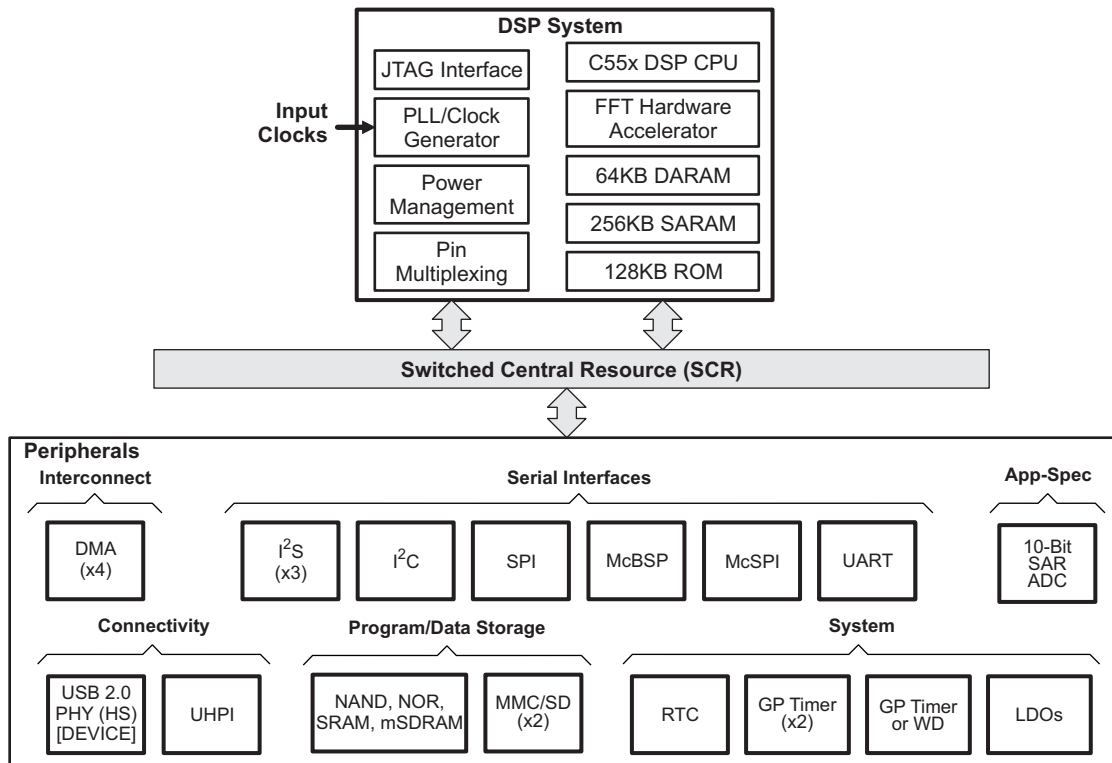 DSP System
JTAG Interface
C55x DSP CPU
Input
Clocks
PLL/Clock
Generator
FFT Hardware
Accelerator
Power
Management
64KB DARAM
256KB SARAM
Pin
Multiplexing
128KB ROM
Switched Central Resource (SCR)
Peripherals
Interconnect
Serial Interfaces
App-Spec
DMA
(x4)
I²S
(x3)
I²C
SPI
McBSP
McSPI
UART
10-Bit
SAR
ADC
Connectivity
Program/Data Storage
System
USB 2.0
PHY (HS)
[DEVICE]
UHPI
NAND, NOR,
SRAM, mSDRAM
MMC/SD
(x2)
RTC
GP Timer
(x2)
GP Timer
or WD
LDOs